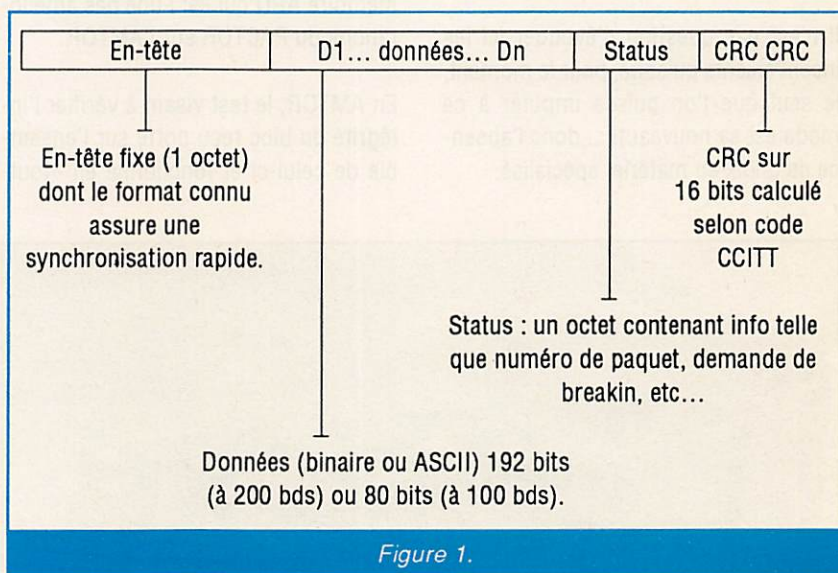 En-tête D1... données... Dn Status CRC CRC
En-tête fixe (1 octet)
dont le format connu
assure une
synchronisation rapide.
CRC sur
16 bits calculé
selon code
CCITT
Status : un octet contenant info telle
que numéro de paquet, demande de
breakin, etc...
Données (binaire ou ASCII) 192 bits
(à 200 bds) ou 80 bits (à 100 bds).
Figure 1.